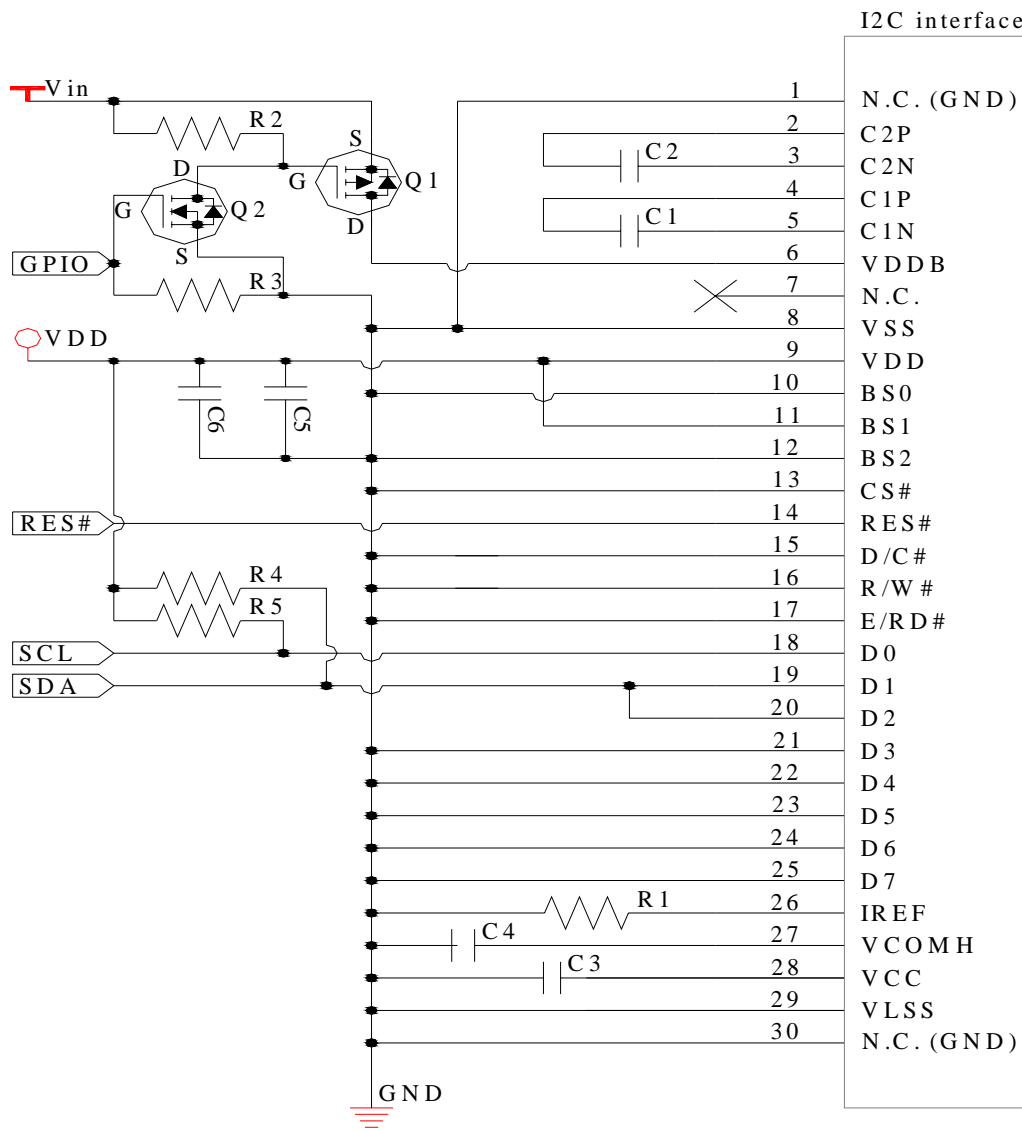 I2C interface
Vin
1 N.C. (GND)
R2
2 C2P
D S C2 3 C2N
G Q1
G Q2 4 C1P
D C1 5 C1N
S
GPIO 6 VDDB
R3 7 N.C.
8 VSS
VDD
9 VDD
10 BS0
C6 C5 11 BS1
12 BS2
13 CS#
RES# 14 RES#
15 D/C#
R4 16 R/W#
R5 17 E/RD#
SCL 18 D0
SDA 19 D1
20 D2
21 D3
22 D4
23 D5
24 D6
25 D7
R1 26 IREF
C4 27 VCOMH
C3 28 VCC
29 VLSS
30 N.C. (GND)
GND